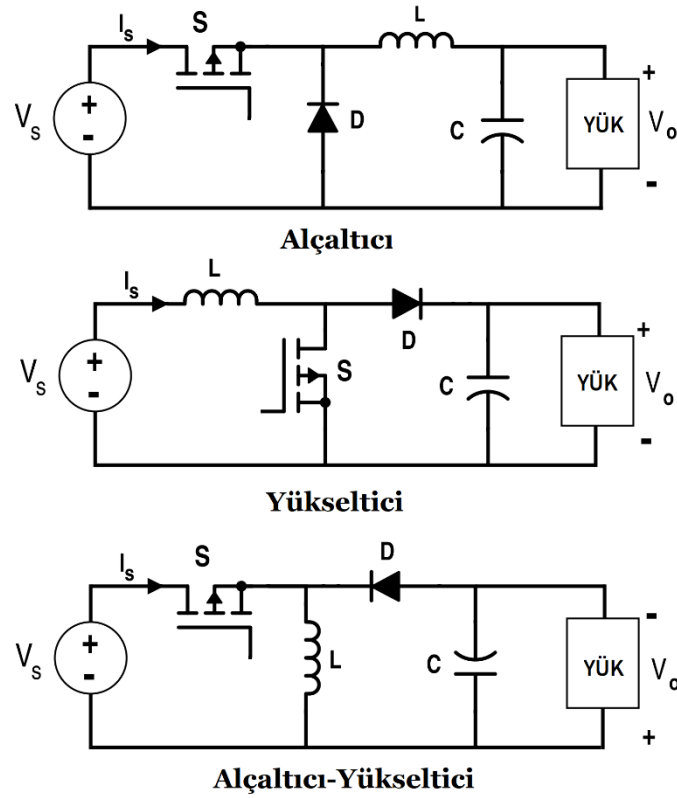 I_s S L
V_s + - D C YÜK + V_o -
Alçaltıcı
I_s L
V_s + - S D C YÜK + V_o -
Yükseltici
I_s S D
V_s + - L C YÜK - V_o +
Alçaltıcı-Yükseltici